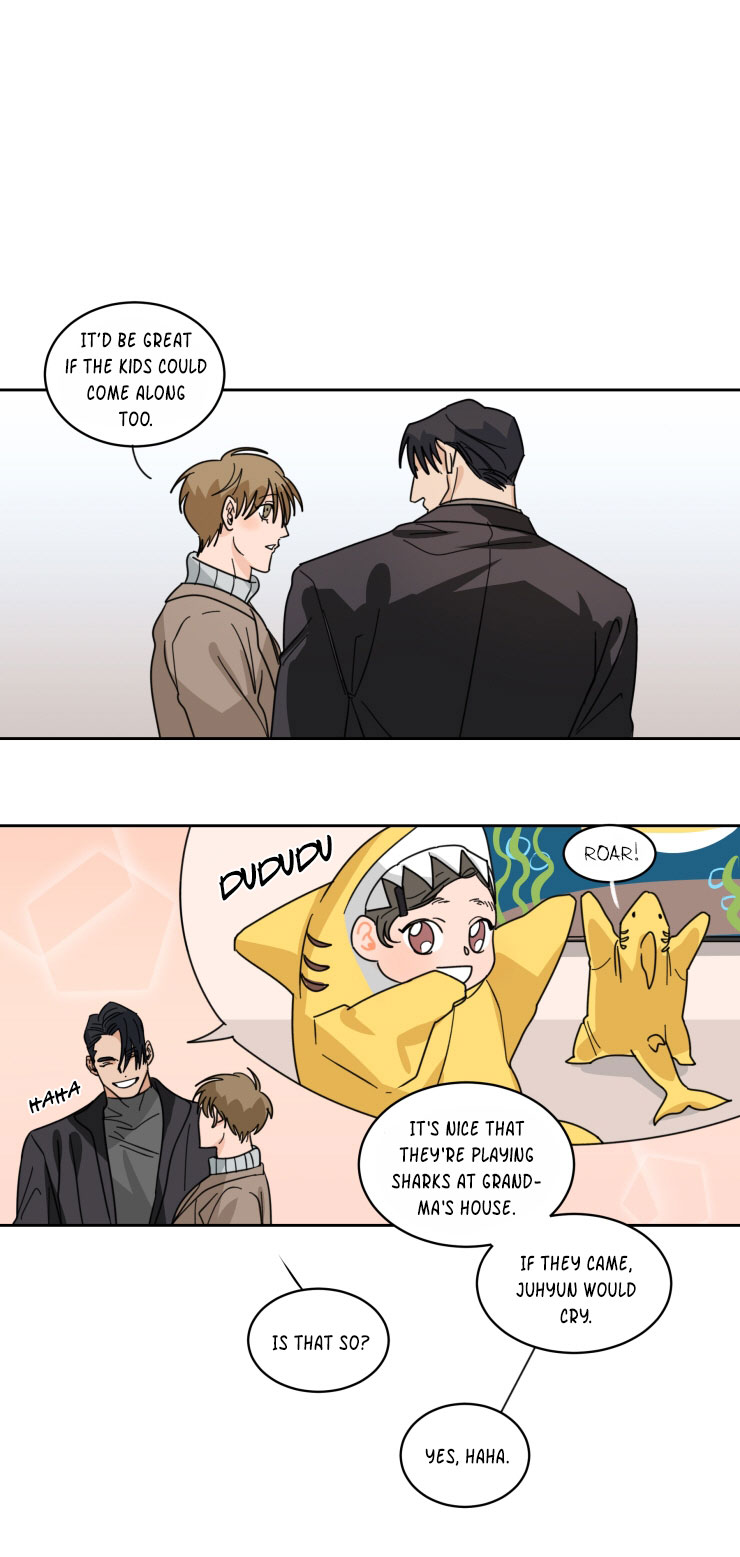 IT'D BE GREAT
IF THE KIDS COULD
COME ALONG
TOO.
DUDUDU
ROAR!
HAHA
IT'S NICE THAT
THEY'RE PLAYING
SHARKS AT GRAND-
MA'S HOUSE.
IF THEY CAME,
JUHYUN WOULD
CRY.
IS THAT SO?
YES, HAHA.